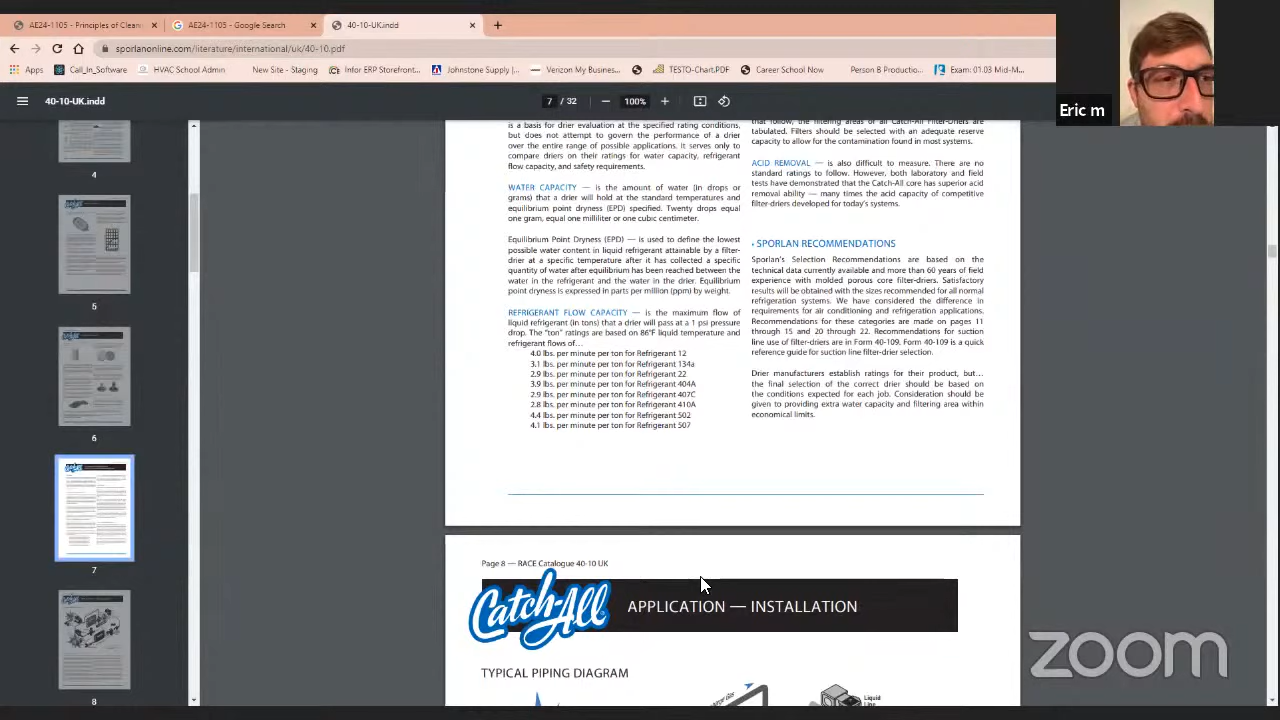 AE24-1105 - Principles of Clean
AE24-1105 - Google Search
40-10-UK.indd
sporlanonline.com/literature/international/uk/40-10.pdf
Apps
Call_In_Software
HVAC School Admin
New Site - Staging
Infor ERP Storefront...
Johnstone Supply |...
Verizon My Business...
TESTO-Chart.PDF
Career School Now
Person B Productio...
Exam: 01.03 Mid-M...
Eric m
40-10-UK.indd
7 / 32
100%
4
5
6
7
8
is a basis for drier evaluation at the specified rating conditions,
but does not attempt to govern the performance of a drier
over the entire range of possible applications. It serves only to
compare driers on their ratings for water capacity, refrigerant
flow capacity, and safety requirements.
WATER CAPACITY — is the amount of water (in drops or
grams) that a drier will hold at the standard temperatures and
equilibrium point dryness (EPD) specified. Twenty drops equal
one gram, equal one milliliter or one cubic centimeter.
Equilibrium Point Dryness (EPD) — is used to define the lowest
possible water content in liquid refrigerant attainable by a filter-
drier at a specific temperature after it has collected a specific
quantity of water after equilibrium has been reached between the
water in the refrigerant and the water in the drier. Equilibrium
point dryness is expressed in parts per million (ppm) by weight.
REFRIGERANT FLOW CAPACITY — is the maximum flow of
liquid refrigerant (in tons) that a drier will pass at a 1 psi pressure
drop. The "ton" ratings are based on 86°F liquid temperature and
refrigerant flows of...
4.0 lbs. per minute per ton for Refrigerant 12
3.1 lbs. per minute per ton for Refrigerant 134a
2.9 lbs. per minute per ton for Refrigerant 22
3.9 lbs. per minute per ton for Refrigerant 404A
2.9 lbs. per minute per ton for Refrigerant 407C
2.8 lbs. per minute per ton for Refrigerant 410A
4.4 lbs. per minute per ton for Refrigerant 502
4.1 lbs. per minute per ton for Refrigerant 507
that follow, the filtering areas of all Catch-All Filter-Driers are
tabulated. Filters should be selected with an adequate reserve
capacity to allow for the contamination found in most systems.
ACID REMOVAL — is also difficult to measure. There are no
standard ratings to follow. However, both laboratory and field
tests have demonstrated that the Catch-All core has superior acid
removal ability — many times the acid capacity of competitive
filter-driers developed for today's systems.
• SPORLAN RECOMMENDATIONS
Sporlan's Selection Recommendations are based on the
technical data currently available and more than 60 years of field
experience with molded porous core filter-driers. Satisfactory
results will be obtained with the sizes recommended for all normal
refrigeration systems. We have considered the difference in
requirements for air conditioning and refrigeration applications.
Recommendations for these categories are made on pages 11
through 15 and 20 through 22. Recommendations for suction
line use of filter-driers are in Form 40-109. Form 40-109 is a quick
reference guide for suction line filter-drier selection.
Drier manufacturers establish ratings for their product, but...
the final selection of the correct drier should be based on
the conditions expected for each job. Consideration should be
given to providing extra water capacity and filtering area within
economical limits.
Page 8 — RACE Catalogue 40-10 UK
Catch-All
APPLICATION — INSTALLATION
TYPICAL PIPING DIAGRAM
Discharge Gas
Liquid
Line
zoom